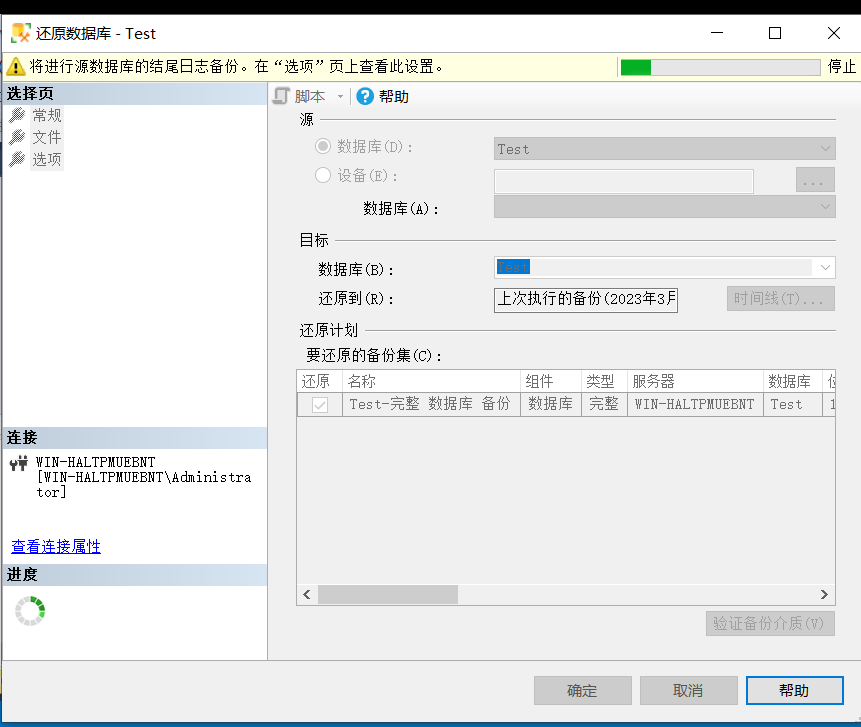 还原数据库 - Test
将进行源数据库的结尾日志备份。在“选项”页上查看此设置。
停止
选择页
常规
文件
选项
脚本
帮助
源
数据库(D):
Test
设备(E):
...
数据库(A):
目标
数据库(B):
Test
还原到(R):
上次执行的备份(2023年3月
时间线(T)...
还原计划
要还原的备份集(C):
还原 名称 组件 类型 服务器 数据库 位
Test-完整 数据库 备份 数据库 完整 WIN-HALTPMUEBNT Test 1
验证备份介质(V)
连接
WIN-HALTPMUEBNT
[WIN-HALTPMUEBNT\Administra
tor]
查看连接属性
进度
确定
取消
帮助